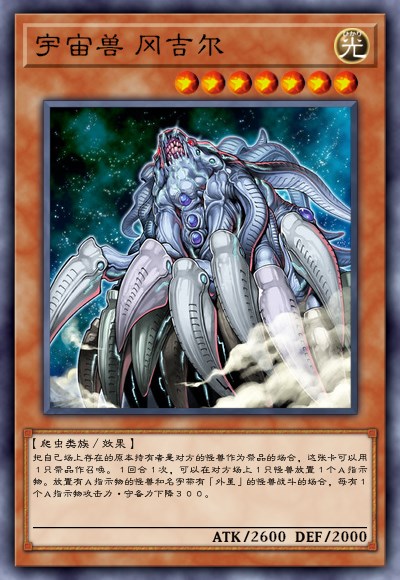 宇宙兽 冈吉尔
ひかり
光
【爬虫类族／效果】
把自己场上存在的原本持有者是对方的怪兽作为祭品的场合，这张卡可以用
１只祭品作召唤。１回合１次，可以在对方场上１只怪兽放置１个Ａ指示
物。放置有Ａ指示物的怪兽和名字带有「外星」的怪兽战斗的场合，每有１
个Ａ指示物攻击力·守备力下降３００。
ATK/2600 DEF/2000